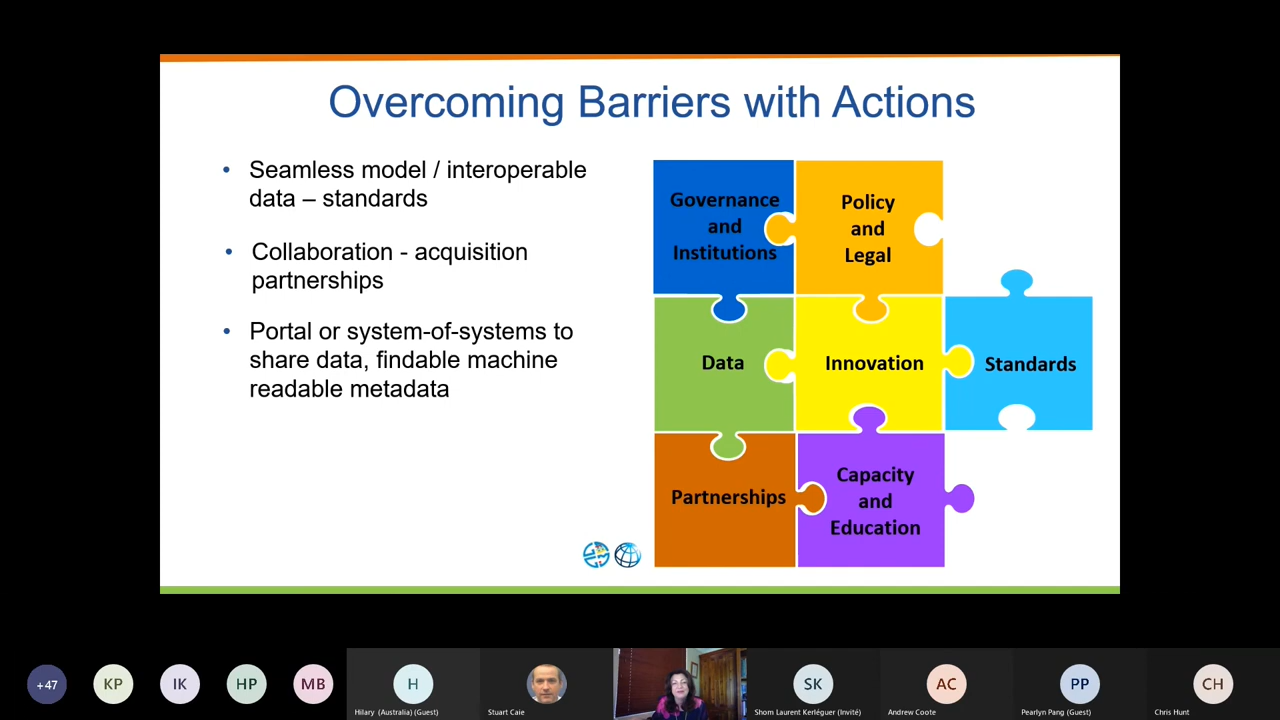 Overcoming Barriers with Actions
• Seamless model / interoperable
data – standards
• Collaboration - acquisition
partnerships
• Portal or system-of-systems to
share data, findable machine
readable metadata
Governance
and
Institutions
Policy
and
Legal
Data
Innovation
Standards
Partnerships
Capacity
and
Education
+47
KP
IK
HP
MB
H
SK
AC
PP
CH
Hilary (Australia) (Guest)
Stuart Caie
Shom Laurent Kerléguer (Invité)
Andrew Coote
Pearlyn Pang (Guest)
Chris Hunt